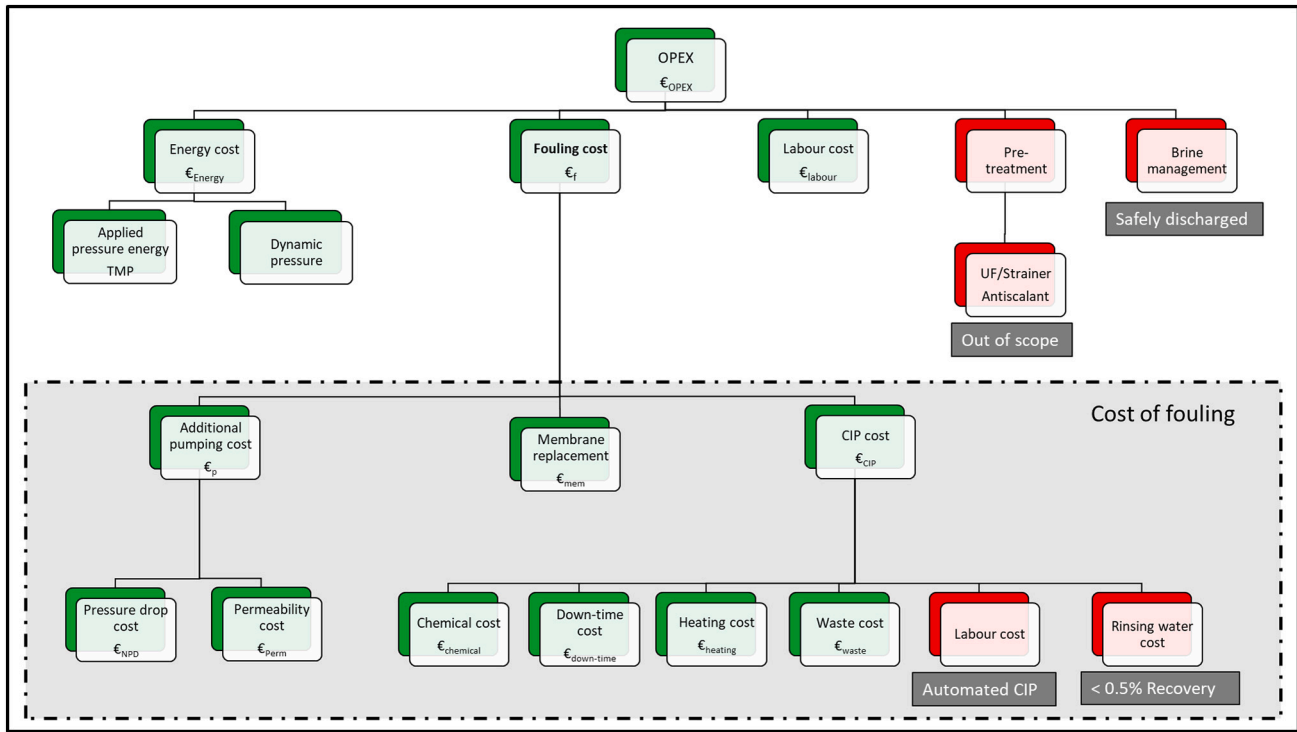 OPEX
€OPEX
Energy cost
€Energy
Fouling cost
€f
Labour cost
€labour
Pre-
treatment
Brine
management
Safely discharged
Applied
pressure energy
TMP
Dynamic
pressure
UF/Strainer
Antiscalant
Out of scope
Cost of fouling
Additional
pumping cost
€p
Membrane
replacement
€mem
CIP cost
€CIP
Pressure drop
cost
€NPD
Permeability
cost
€Perm
Chemical cost
€chemical
Down-time
cost
€down-time
Heating cost
€heating
Waste cost
€waste
Labour cost
Automated CIP
Rinsing water
cost
< 0.5% Recovery